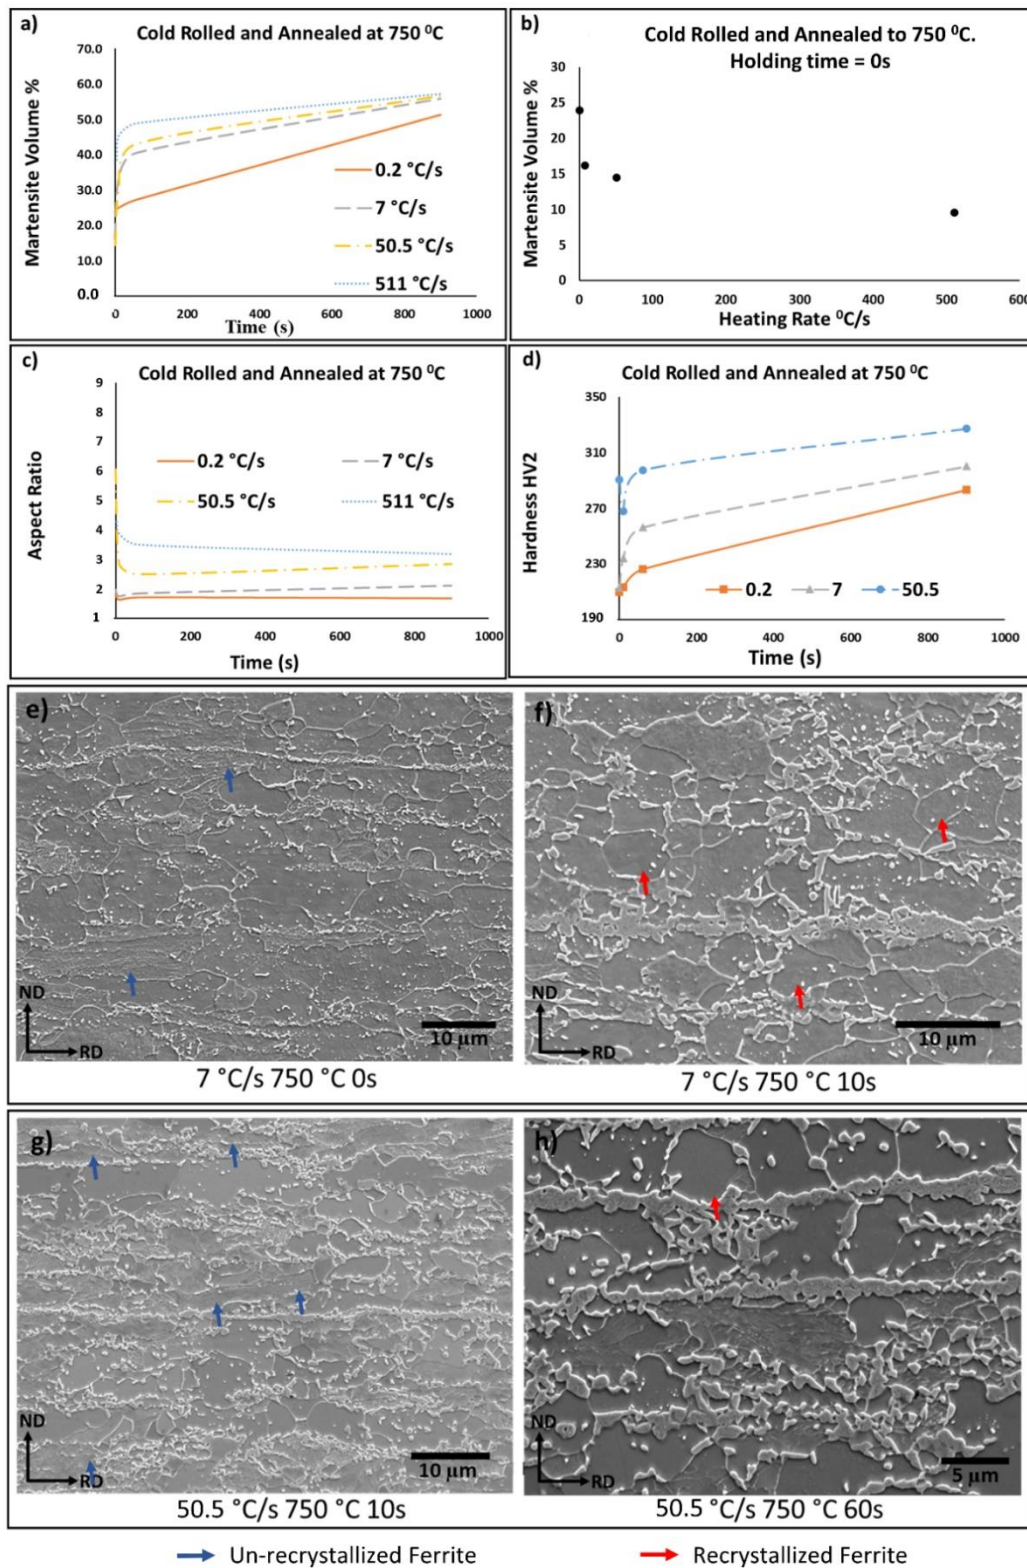 a)
Cold Rolled and Annealed at 750 ⁰C
Martensite Volume %
70.0
60.0
50.0
40.0
30.0
20.0
10.0
0.0
0.2 °C/s
7 °C/s
50.5 °C/s
511 °C/s
0
200
400
600
800
1000
Time (s)
b)
Cold Rolled and Annealed to 750 ⁰C.
Holding time = 0s
Martensite Volume %
30
25
20
15
10
5
0
0
100
200
300
400
500
600
Heating Rate ⁰C/s
c)
Cold Rolled and Annealed at 750 ⁰C
Aspect Ratio
9
8
7
6
5
4
3
2
1
0.2 °C/s
7 °C/s
50.5 °C/s
511 °C/s
0
200
400
600
800
1000
Time (s)
d)
Cold Rolled and Annealed at 750 ⁰C
Hardness HV2
350
310
270
230
190
0.2
7
50.5
0
200
400
600
800
1000
Time (s)
e)
ND
RD
10 µm
7 °C/s 750 °C 0s
f)
ND
RD
10 µm
7 °C/s 750 °C 10s
g)
ND
RD
10 µm
50.5 °C/s 750 °C 10s
h)
ND
RD
5 µm
50.5 °C/s 750 °C 60s
Un-recrystallized Ferrite
Recrystallized Ferrite